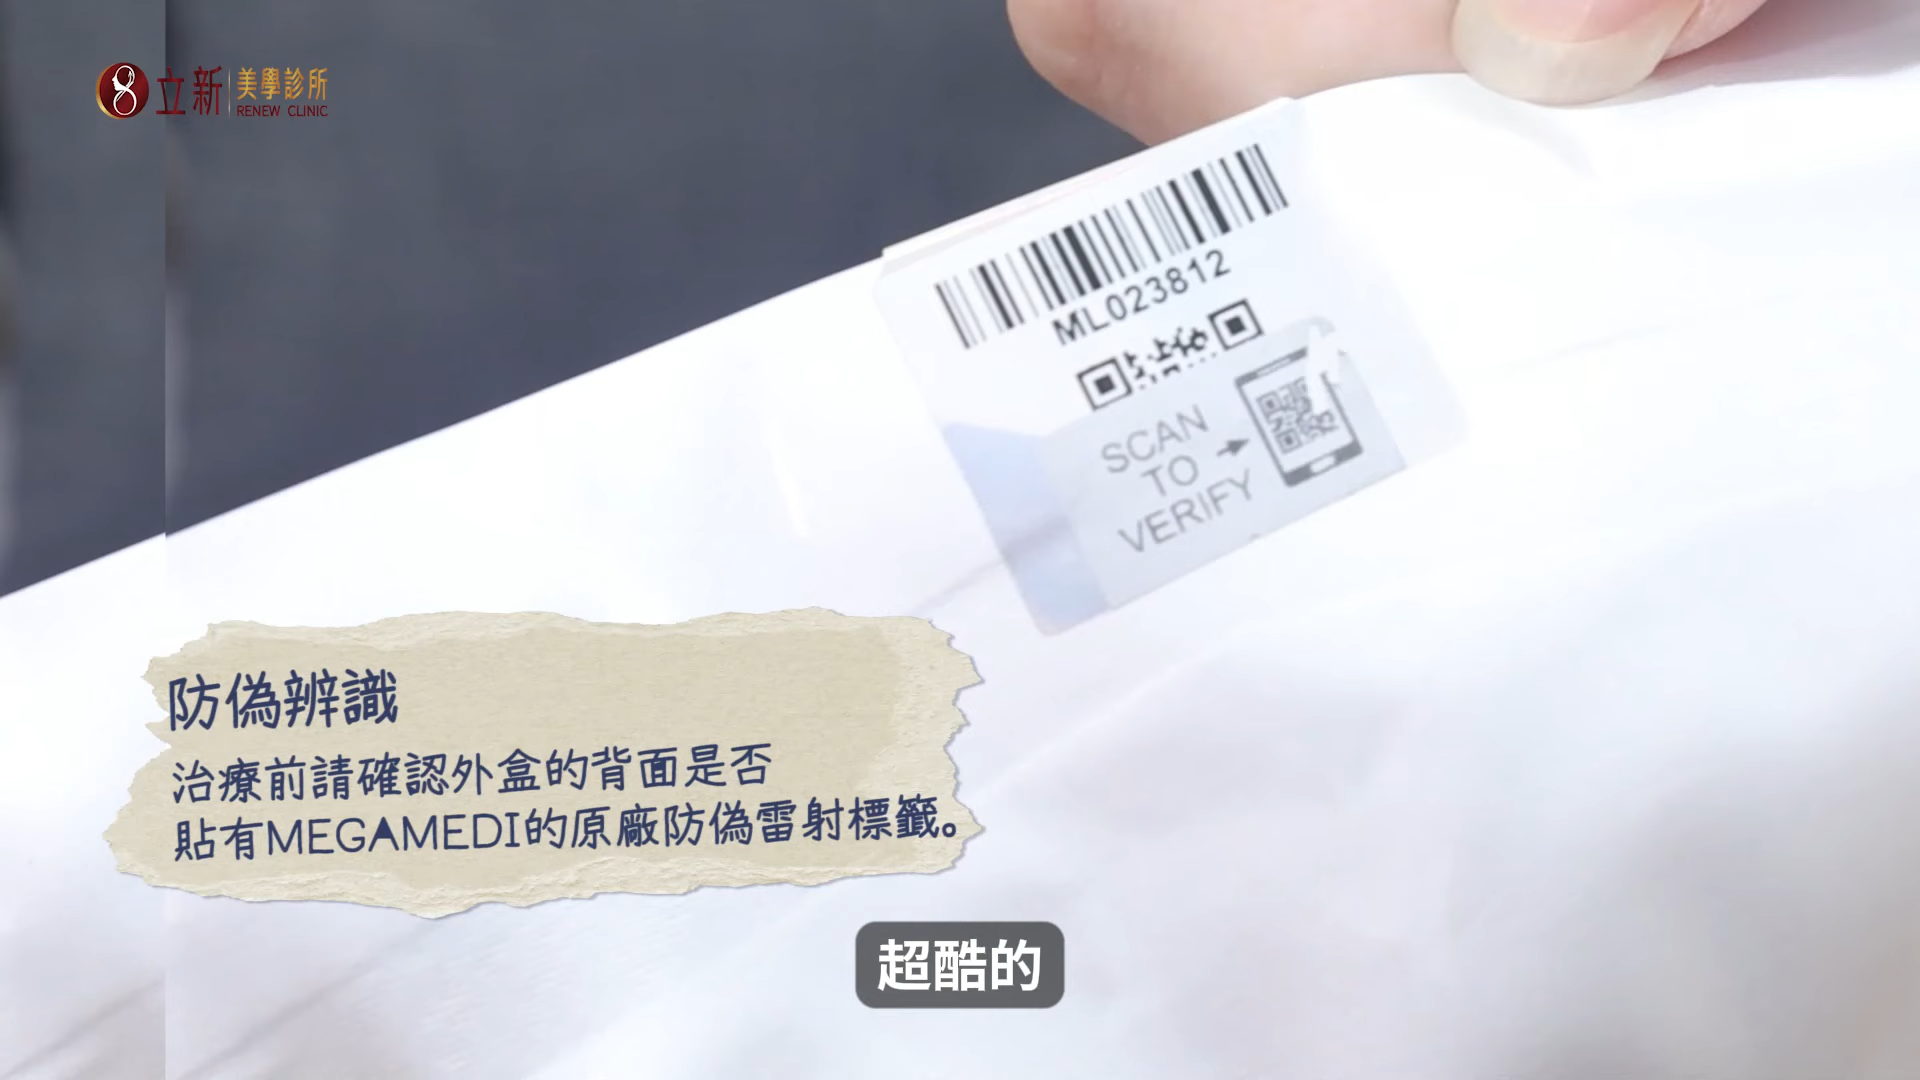 立新 美學診所
RENEW CLINIC
ML023812
SCAN
TO
VERIFY
防偽辨識
治療前請確認外盒的背面是否
貼有MEGAMEDI的原廠防偽雷射標籤。
超酷的